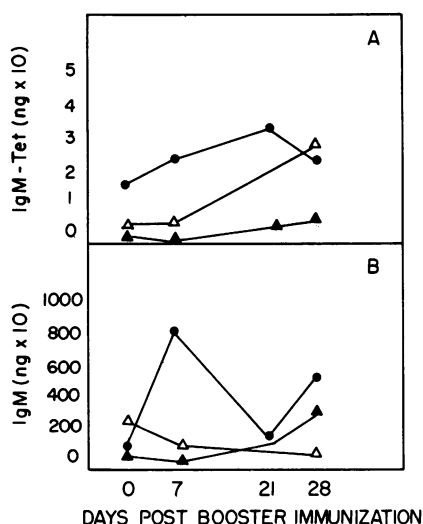 A
IgM-Tet (ng x 10)
5
4
3
2
1
0
B
IgM (ng x 10)
1000
800
600
400
200
0
0 7 21 28
DAYS POST BOOSTER IMMUNIZATION